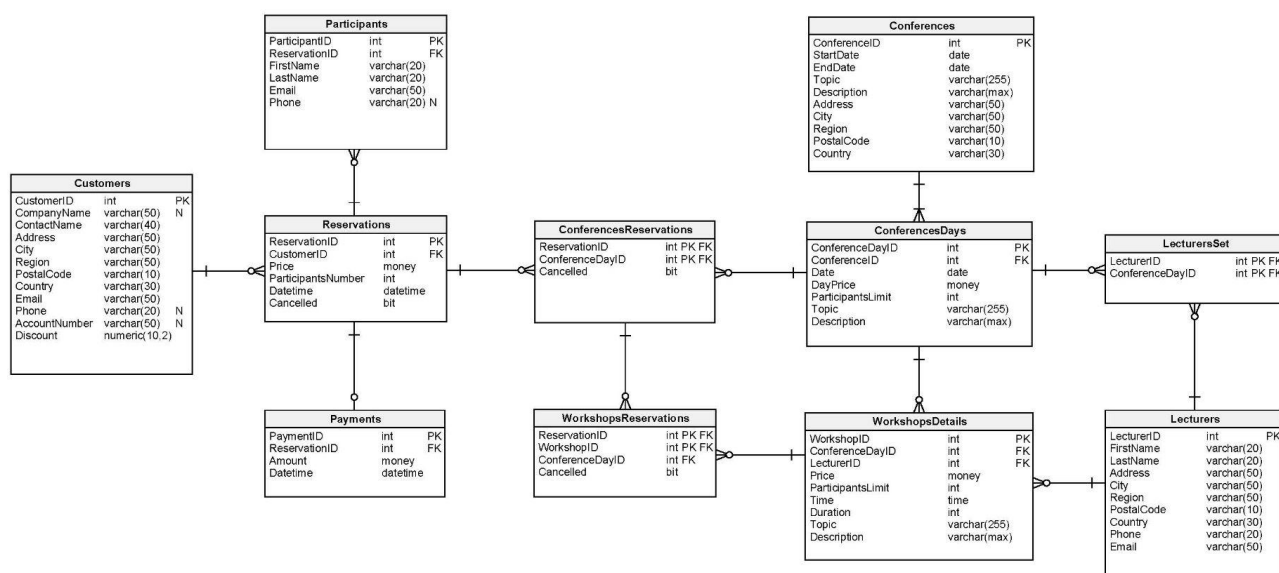 Participants
ParticipantID int PK
ReservationID int FK
FirstName varchar(20)
LastName varchar(20)
Email varchar(50)
Phone varchar(20) N
Conferences
ConferenceID int PK
StartDate date
EndDate date
Topic varchar(255)
Description varchar(max)
Address varchar(50)
City varchar(50)
Region varchar(50)
PostalCode varchar(10)
Country varchar(30)
Customers
CustomerID int PK
CompanyName varchar(50) N
ContactName varchar(40)
Address varchar(50)
City varchar(50)
Region varchar(50)
PostalCode varchar(10)
Country varchar(30)
Email varchar(50)
Phone varchar(20) N
AccountNumber varchar(50) N
Discount numeric(10,2)
Reservations
ReservationID int PK
CustomerID int FK
Price money
ParticipantsNumber int
Datetime datetime
Cancelled bit
ConferencesReservations
ReservationID int PK FK
ConferenceDayID int PK FK
Cancelled bit
ConferencesDays
ConferenceDayID int PK
ConferenceID int FK
Date date
DayPrice money
ParticipantsLimit int
Topic varchar(255)
Description varchar(max)
LecturersSet
LecturerID int PK FK
ConferenceDayID int PK FK
Payments
PaymentID int PK
ReservationID int FK
Amount money
Datetime datetime
WorkshopsReservations
ReservationID int PK FK
WorkshopID int PK FK
ConferenceDayID int FK
Cancelled bit
WorkshopsDetails
WorkshopID int PK
ConferenceDayID int FK
LecturerID int FK
Price money
ParticipantsLimit int
Time time
Duration int
Topic varchar(255)
Description varchar(max)
Lecturers
LecturerID int PK
FirstName varchar(20)
LastName varchar(20)
Address varchar(50)
City varchar(50)
Region varchar(50)
PostalCode varchar(10)
Country varchar(30)
Phone varchar(20)
Email varchar(50)